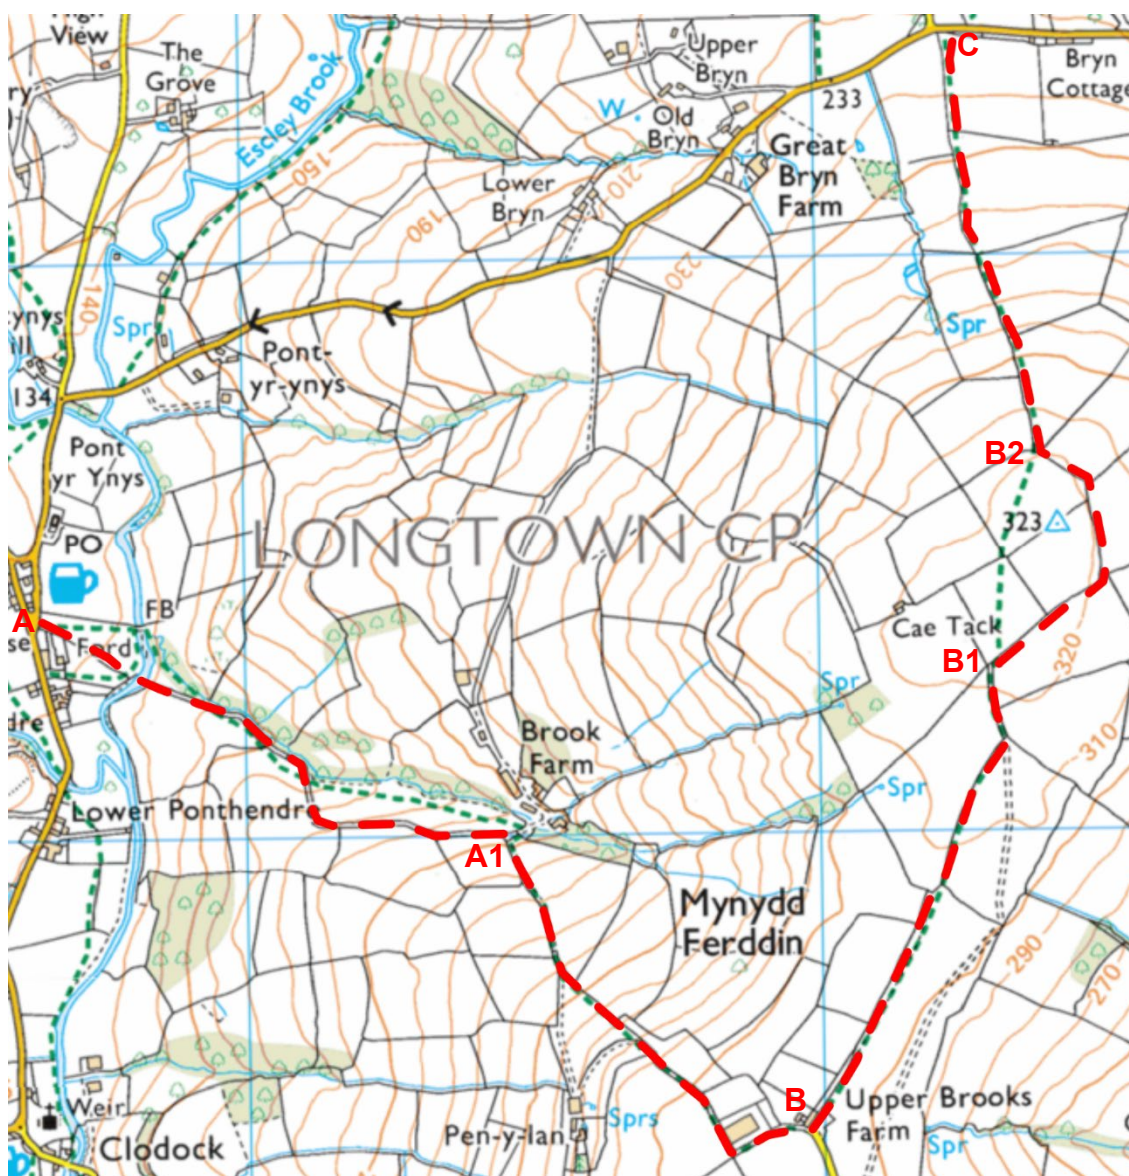 View
The
Grove
Escley Brook
Upper
Bryn
C
Bryn
Cottage
233
W
Old
Bryn
Great
Bryn
Farm
150
Lower
Bryn
210
190
230
140
Spr
Spr
Pont-
yr-ynys
134
Pont
yr Ynys
B2
LONGTOWN CP
323
PO
FB
A
Ford
Cae Tack
B1
320
Spr
Brook
Farm
310
Spr
Lower Ponthendre
A1
Mynydd
Ferddin
290
270
B
Upper Brooks
Farm
Weir
Sprs
Pen-y-lan
Clodock
Spr